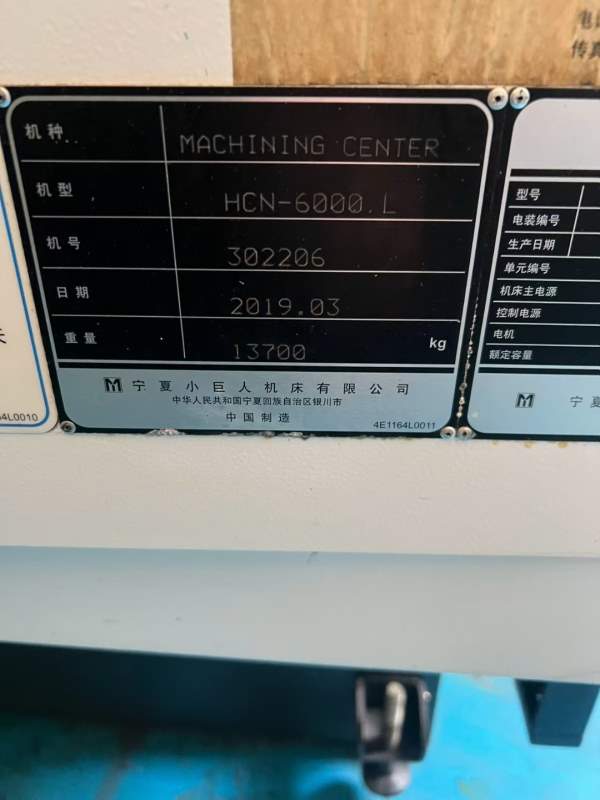 传真
机种 MACHINING CENTER
机型 HCN-6000.L
机号 302206
日期 2019.03
重量 13700 kg
宁夏小巨人机床有限公司
中华人民共和国宁夏回族自治区银川市
中国制造
4E1164L0011
4L0010
型号
电装编号
生产日期
单元编号
机床主电源
控制电源
电机
额定容量
宁夏